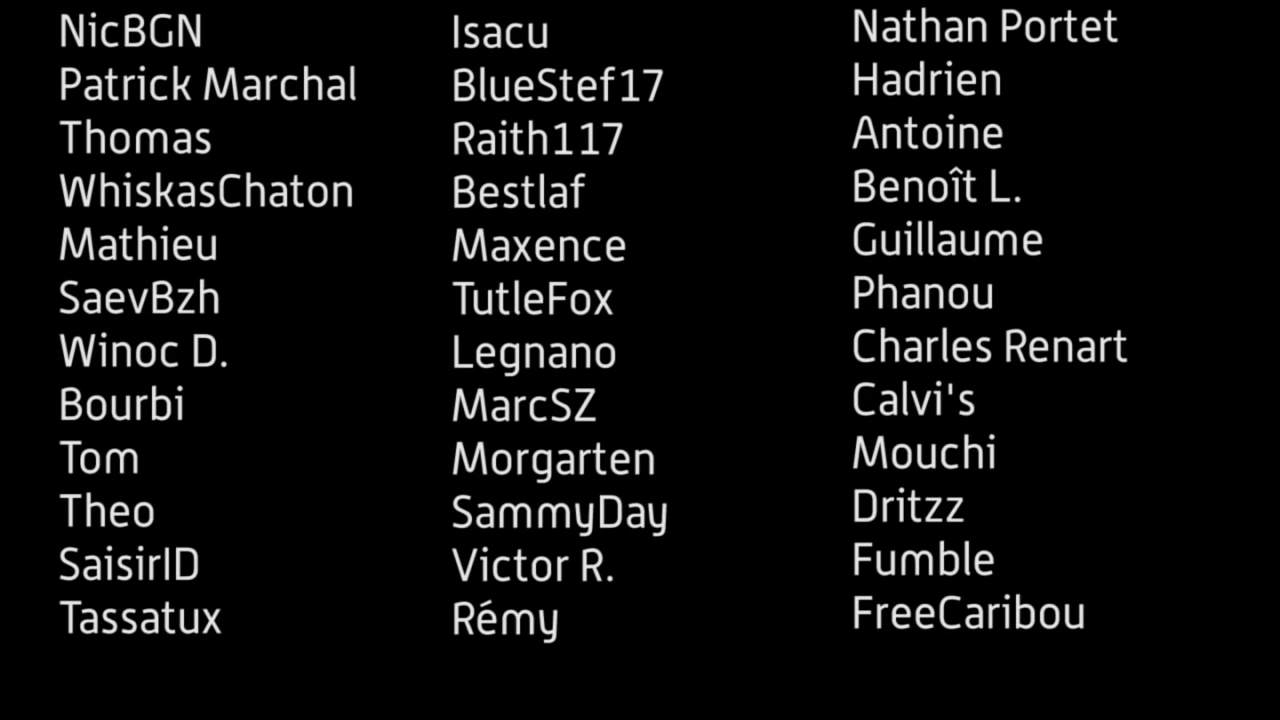 NicBGN
Patrick Marchal
Thomas
WhiskasChaton
Mathieu
SaevBzh
Winoc D.
Bourbi
Tom
Theo
SaisirID
Tassatux
Isacu
BlueStef17
Raith117
Bestlaf
Maxence
TutleFox
Legnano
MarcSZ
Morgarten
SammyDay
Victor R.
Rémy
Nathan Portet
Hadrien
Antoine
Benoît L.
Guillaume
Phanou
Charles Renart
Calvi's
Mouchi
Dritzz
Fumble
FreeCaribou